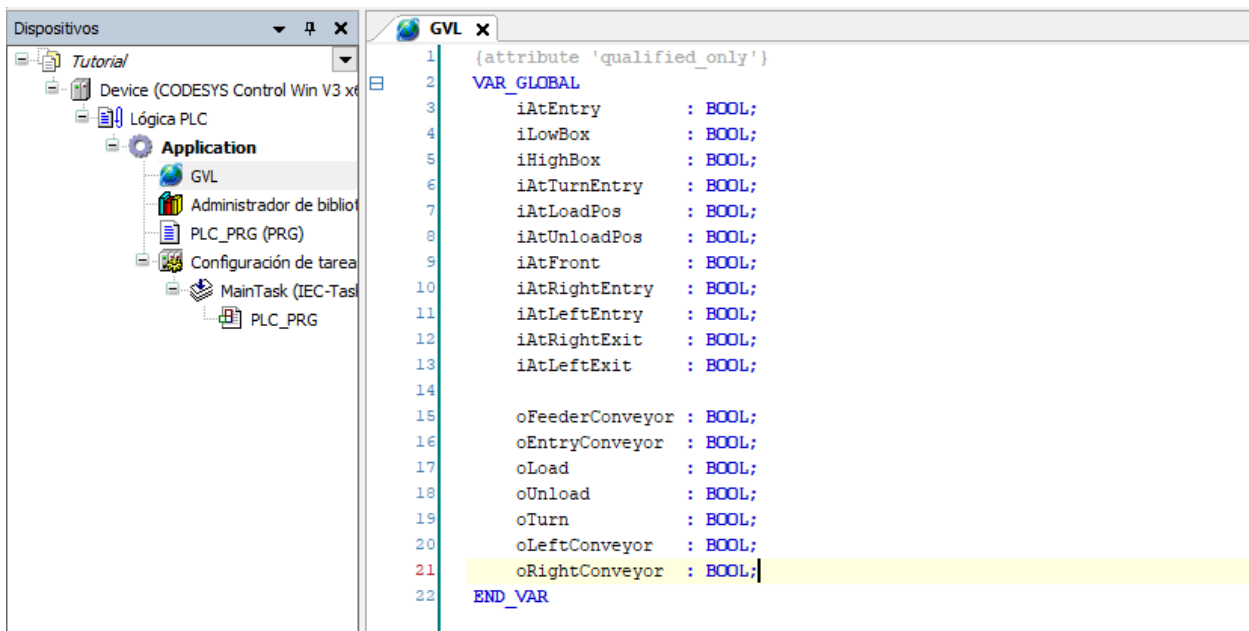 Dispositivos
Tutorial
Device (CODESYS Control Win V3 x6
Lógica PLC
Application
GVL
Administrador de bibliot
PLC_PRG (PRG)
Configuración de tarea
MainTask (IEC-Tasl
PLC_PRG
GVL
1 {attribute 'qualified_only'}
2 VAR_GLOBAL
3 iAtEntry : BOOL;
4 iLowBox : BOOL;
5 iHighBox : BOOL;
6 iAtTurnEntry : BOOL;
7 iAtLoadPos : BOOL;
8 iAtUnloadPos : BOOL;
9 iAtFront : BOOL;
10 iAtRightEntry : BOOL;
11 iAtLeftEntry : BOOL;
12 iAtRightExit : BOOL;
13 iAtLeftExit : BOOL;
14
15 oFeederConveyor : BOOL;
16 oEntryConveyor : BOOL;
17 oLoad : BOOL;
18 oUnload : BOOL;
19 oTurn : BOOL;
20 oLeftConveyor : BOOL;
21 oRightConveyor : BOOL;
22 END_VAR